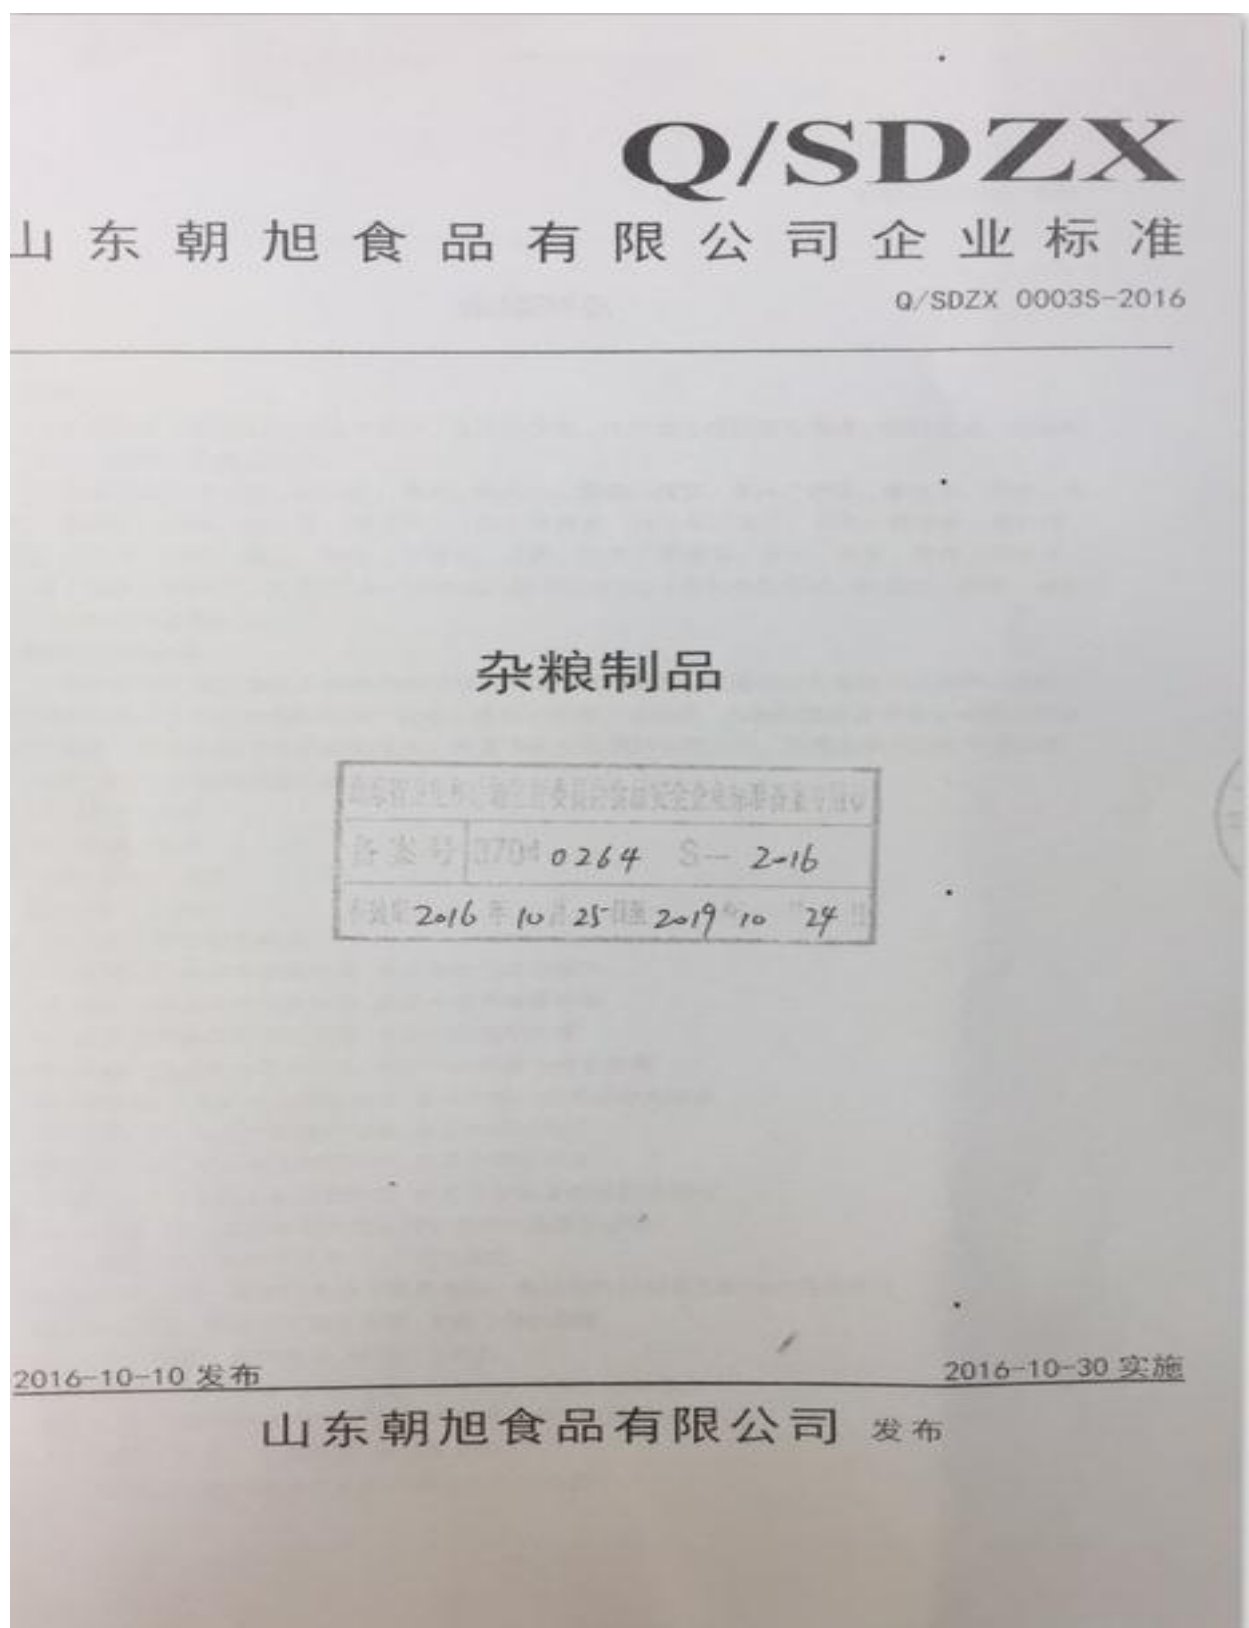 Q/SDZX
山东朝旭食品有限公司企业标准
Q/SDZX 0003S-2016
杂粮制品
备案号 3704 0264 S- 2016
2016 年 10 月 25 日至 2019 年 10 24 日
2016-10-10 发布
2016-10-30 实施
山东朝旭食品有限公司 发布